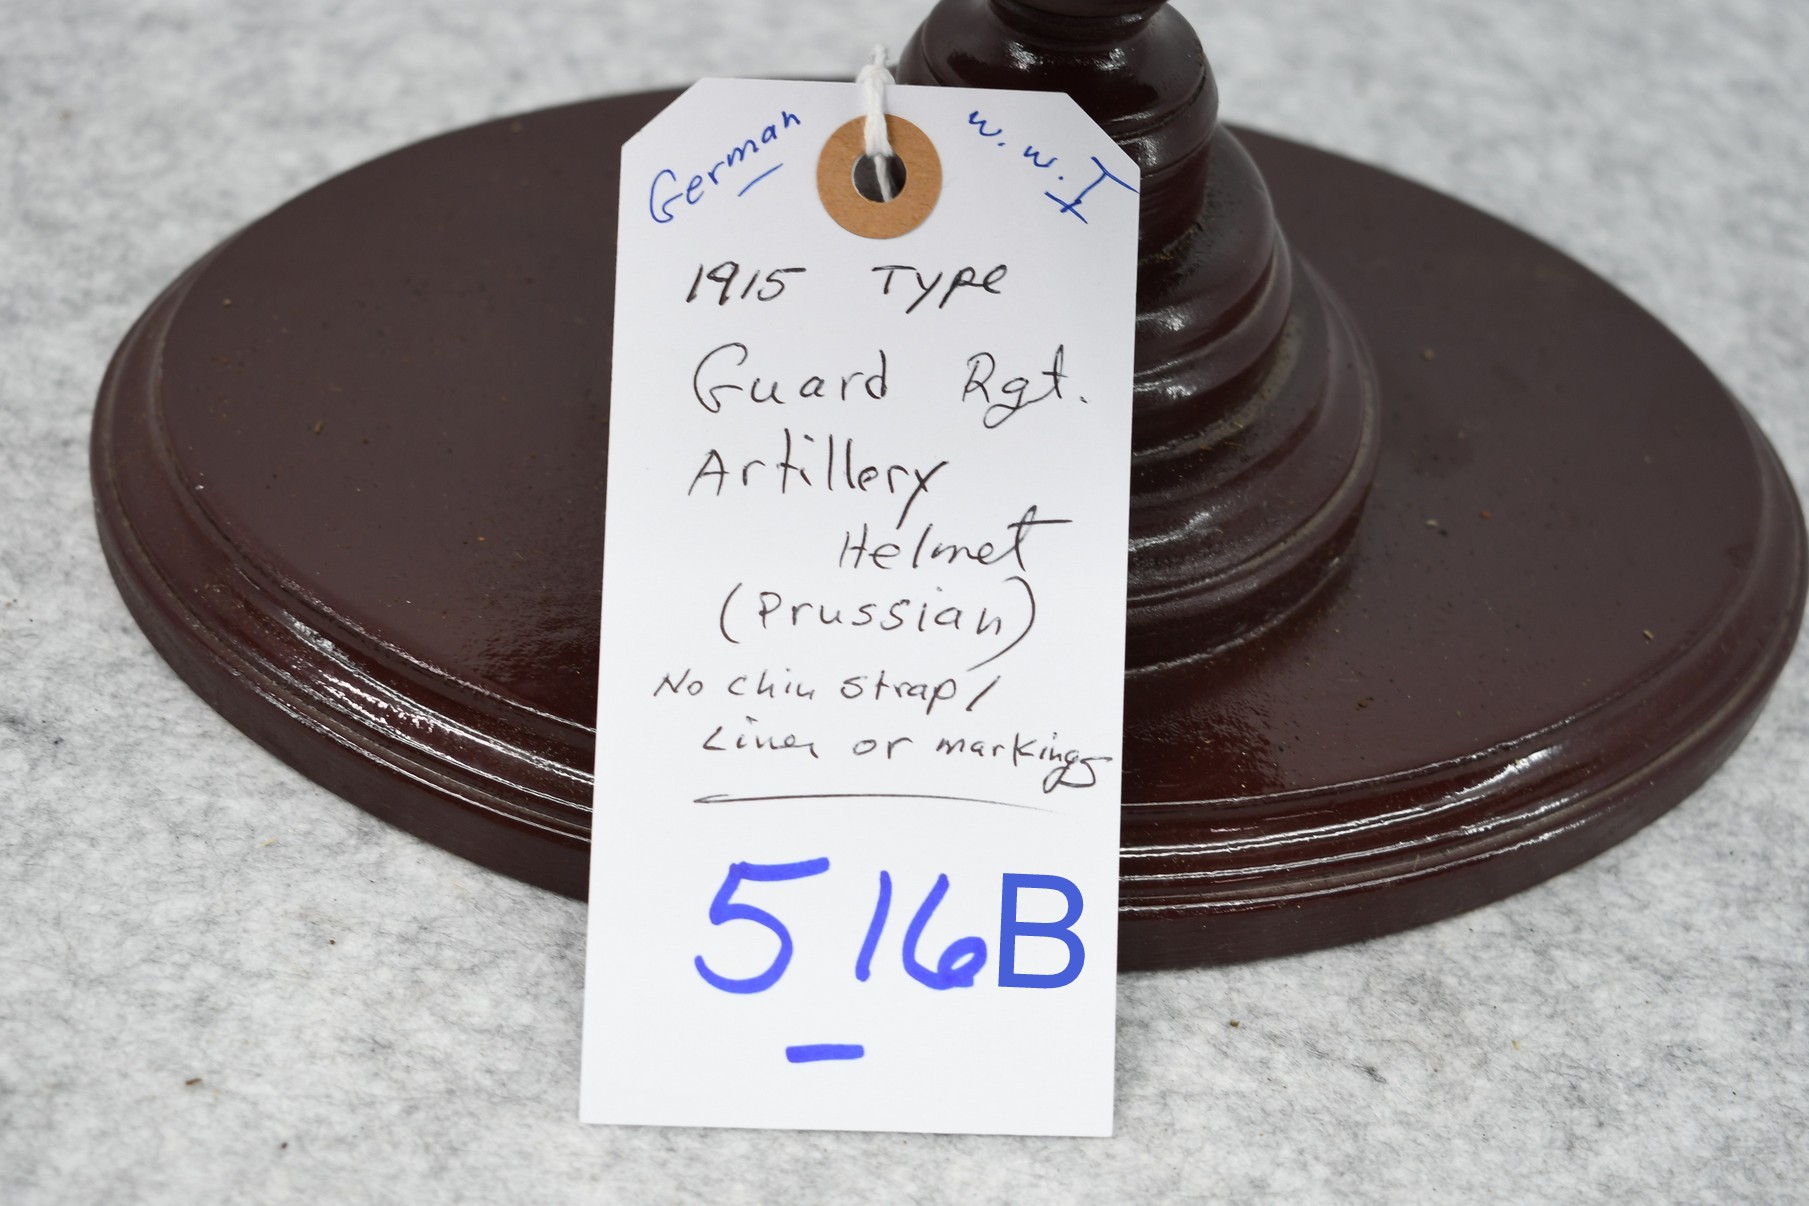 German w.w.I
1915 Type
Guard Rgt.
Artillery
Helmet
(Prussian)
No chin strap/
Liner or markings
516B